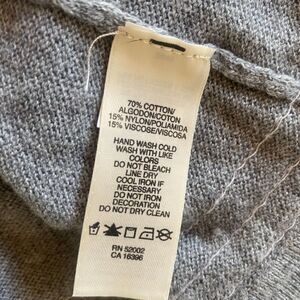 70% COTTON/
ALGODON/COTON
15% NYLON/POLIAMIDA
15% VISCOSE/VISCOSA
HAND WASH COLD
WASH WITH LIKE
COLORS
DO NOT BLEACH
LINE DRY
COOL IRON IF
NECESSARY
DO NOT IRON
DECORATION
DO NOT DRY CLEAN
RN 52002
CA 16396